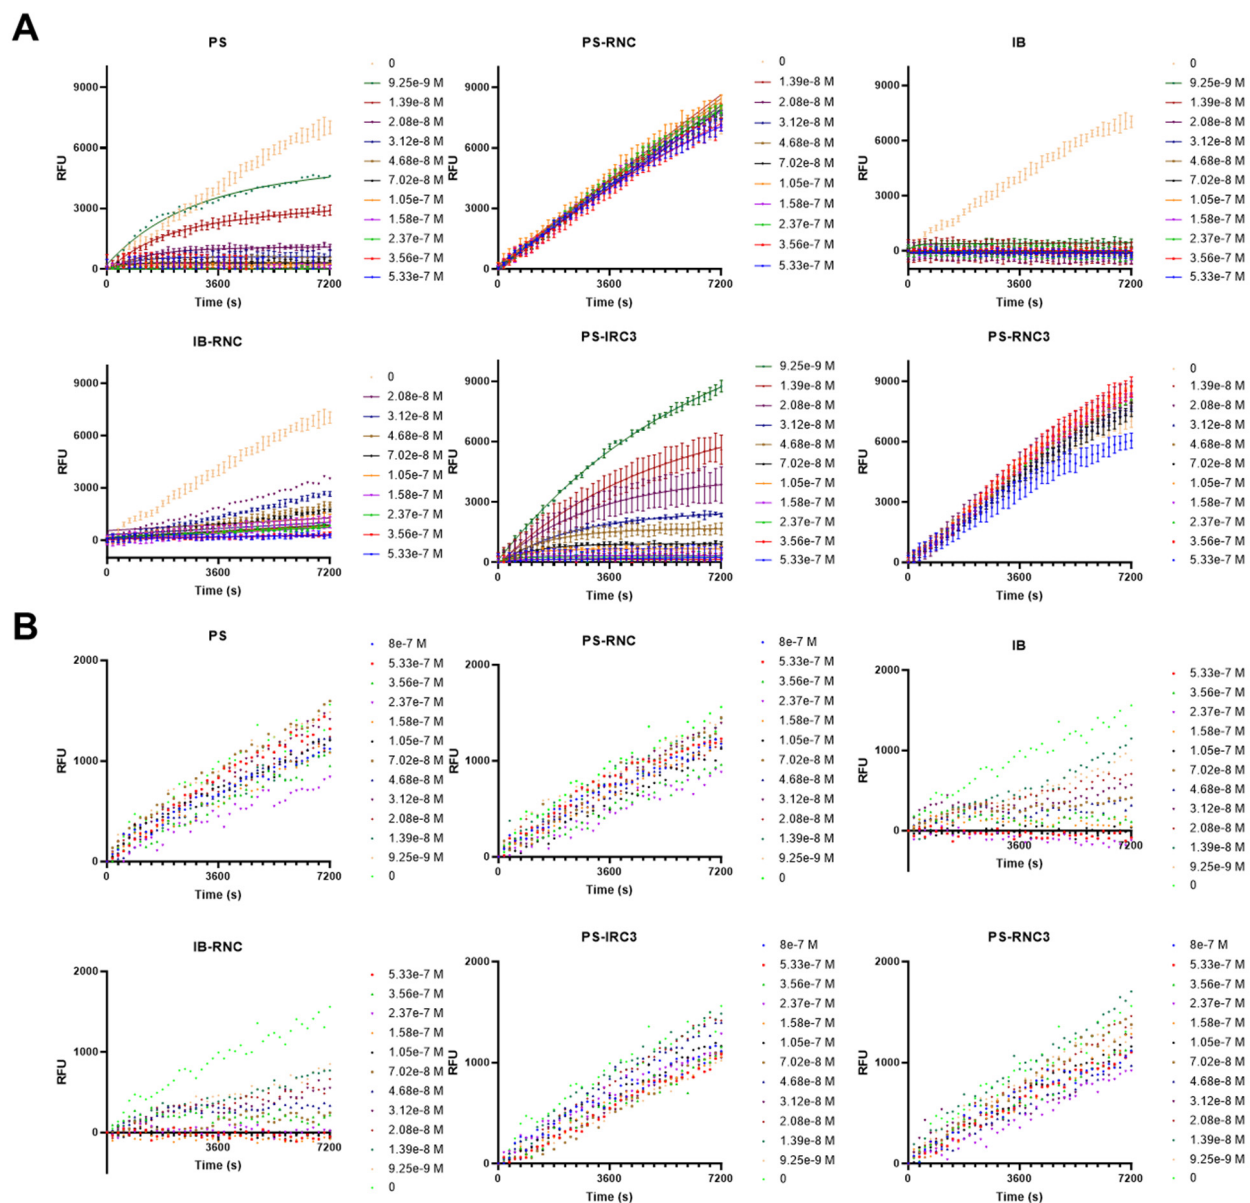 A
PS
RFU
9000
6000
3000
0
0
3600
7200
Time (s)
0
9.25e-9 M
1.39e-8 M
2.08e-8 M
3.12e-8 M
4.68e-8 M
7.02e-8 M
1.05e-7 M
1.58e-7 M
2.37e-7 M
3.56e-7 M
5.33e-7 M
PS-RNC
RFU
9000
6000
3000
0
0
3600
7200
Time (s)
0
1.39e-8 M
2.08e-8 M
3.12e-8 M
4.68e-8 M
7.02e-8 M
1.05e-7 M
1.58e-7 M
2.37e-7 M
3.56e-7 M
5.33e-7 M
IB
RFU
9000
6000
3000
0
0
3600
7200
Time (s)
0
9.25e-9 M
1.39e-8 M
2.08e-8 M
3.12e-8 M
4.68e-8 M
7.02e-8 M
1.05e-7 M
1.58e-7 M
2.37e-7 M
3.56e-7 M
5.33e-7 M
IB-RNC
RFU
9000
6000
3000
0
0
3600
7200
Time (s)
0
2.08e-8 M
3.12e-8 M
4.68e-8 M
7.02e-8 M
1.05e-7 M
1.58e-7 M
2.37e-7 M
3.56e-7 M
5.33e-7 M
PS-IRC3
RFU
9000
6000
3000
0
0
3600
7200
Time (s)
9.25e-9 M
1.39e-8 M
2.08e-8 M
3.12e-8 M
4.68e-8 M
7.02e-8 M
1.05e-7 M
1.58e-7 M
2.37e-7 M
3.56e-7 M
5.33e-7 M
PS-RNC3
RFU
9000
6000
3000
0
0
3600
7200
Time (s)
0
1.39e-8 M
2.08e-8 M
3.12e-8 M
4.68e-8 M
7.02e-8 M
1.05e-7 M
1.58e-7 M
2.37e-7 M
3.56e-7 M
5.33e-7 M
B
PS
RFU
2000
1000
0
0
3600
7200
Time (s)
8e-7 M
5.33e-7 M
3.56e-7 M
2.37e-7 M
1.58e-7 M
1.05e-7 M
7.02e-8 M
4.68e-8 M
3.12e-8 M
2.08e-8 M
1.39e-8 M
9.25e-9 M
0
PS-RNC
RFU
2000
1000
0
0
3600
7200
Time (s)
8e-7 M
5.33e-7 M
3.56e-7 M
2.37e-7 M
1.58e-7 M
1.05e-7 M
7.02e-8 M
4.68e-8 M
3.12e-8 M
2.08e-8 M
1.39e-8 M
9.25e-9 M
0
IB
RFU
2000
1000
0
3600
7200
Time (s)
5.33e-7 M
3.56e-7 M
2.37e-7 M
1.58e-7 M
1.05e-7 M
7.02e-8 M
4.68e-8 M
3.12e-8 M
2.08e-8 M
1.39e-8 M
9.25e-9 M
0
IB-RNC
RFU
2000
1000
0
3600
7200
Time (s)
5.33e-7 M
3.56e-7 M
2.37e-7 M
1.58e-7 M
1.05e-7 M
7.02e-8 M
4.68e-8 M
3.12e-8 M
2.08e-8 M
1.39e-8 M
9.25e-9 M
0
PS-IRC3
RFU
2000
1000
0
0
3600
7200
Time (s)
8e-7 M
5.33e-7 M
3.56e-7 M
2.37e-7 M
1.58e-7 M
1.05e-7 M
7.02e-8 M
4.68e-8 M
3.12e-8 M
2.08e-8 M
1.39e-8 M
9.25e-9 M
0
PS-RNC3
RFU
2000
1000
0
0
3600
7200
Time (s)
8e-7 M
5.33e-7 M
3.56e-7 M
2.37e-7 M
1.58e-7 M
1.05e-7 M
7.02e-8 M
4.68e-8 M
3.12e-8 M
2.08e-8 M
1.39e-8 M
9.25e-9 M
0